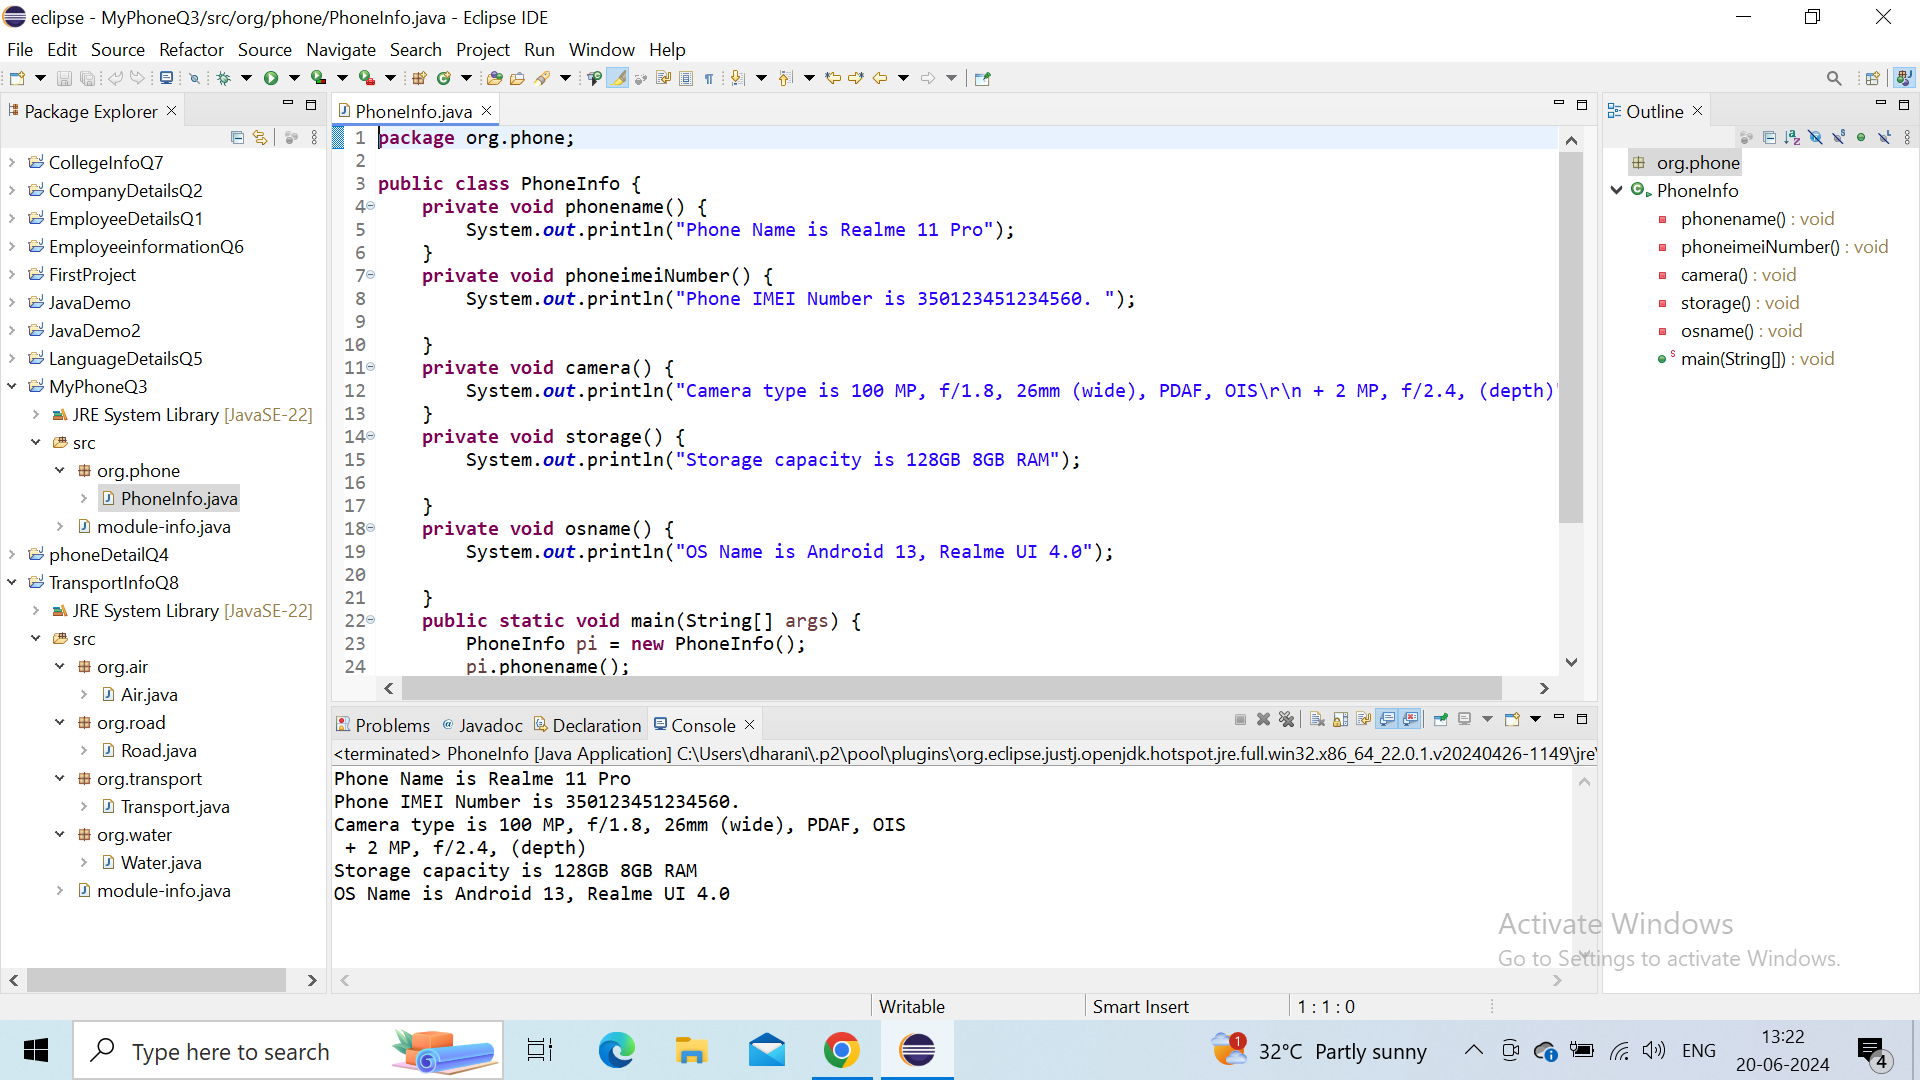 eclipse - MyPhoneQ3/src/org/phone/PhoneInfo.java - Eclipse IDE
File Edit Source Refactor Source Navigate Search Project Run Window Help
Package Explorer
CollegeInfoQ7
CompanyDetailsQ2
EmployeeDetailsQ1
EmployeeinformationQ6
FirstProject
JavaDemo
JavaDemo2
LanguageDetailsQ5
MyPhoneQ3
JRE System Library [JavaSE-22]
src
org.phone
PhoneInfo.java
module-info.java
phoneDetailQ4
TransportInfoQ8
JRE System Library [JavaSE-22]
src
org.air
Air.java
org.road
Road.java
org.transport
Transport.java
org.water
Water.java
module-info.java
PhoneInfo.java
1 package org.phone;
2
3 public class PhoneInfo {
4 private void phonename() {
5 System.out.println("Phone Name is Realme 11 Pro");
6 }
7 private void phoneimeiNumber() {
8 System.out.println("Phone IMEI Number is 350123451234560. ");
9
10 }
11 private void camera() {
12 System.out.println("Camera type is 100 MP, f/1.8, 26mm (wide), PDAF, OIS\r\n + 2 MP, f/2.4, (depth)"
13 }
14 private void storage() {
15 System.out.println("Storage capacity is 128GB 8GB RAM");
16
17 }
18 private void osname() {
19 System.out.println("OS Name is Android 13, Realme UI 4.0");
20
21 }
22 public static void main(String[] args) {
23 PhoneInfo pi = new PhoneInfo();
24 pi.phonename();
Outline
org.phone
PhoneInfo
phonename() : void
phoneimeiNumber() : void
camera() : void
storage() : void
osname() : void
main(String[]) : void
Problems Javadoc Declaration Console
<terminated> PhoneInfo [Java Application] C:\Users\dharani\.p2\pool\plugins\org.eclipse.justj.openjdk.hotspot.jre.full.win32.x86_64_22.0.1.v20240426-1149\jre\
Phone Name is Realme 11 Pro
Phone IMEI Number is 350123451234560.
Camera type is 100 MP, f/1.8, 26mm (wide), PDAF, OIS
+ 2 MP, f/2.4, (depth)
Storage capacity is 128GB 8GB RAM
OS Name is Android 13, Realme UI 4.0
Activate Windows
Go to Settings to activate Windows.
Writable Smart Insert 1 : 1 : 0
Type here to search
1 32°C Partly sunny ENG
13:22
20-06-2024
4